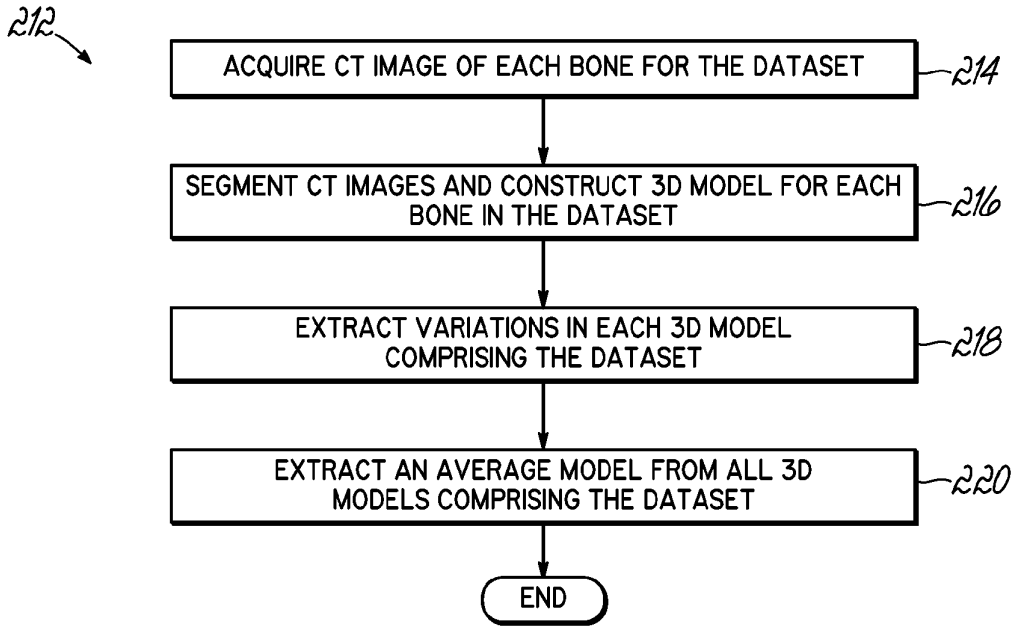 212
ACQUIRE CT IMAGE OF EACH BONE FOR THE DATASET
214
SEGMENT CT IMAGES AND CONSTRUCT 3D MODEL FOR EACH
BONE IN THE DATASET
216
EXTRACT VARIATIONS IN EACH 3D MODEL
COMPRISING THE DATASET
218
EXTRACT AN AVERAGE MODEL FROM ALL 3D
MODELS COMPRISING THE DATASET
220
END